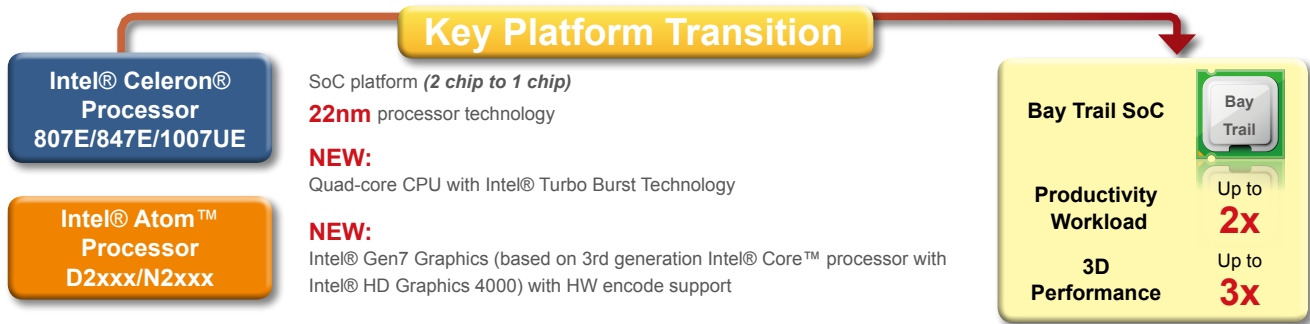 Key Platform Transition
Intel® Celeron®
Processor
807E/847E/1007UE
Intel® Atom™
Processor
D2xxx/N2xxx
SoC platform (2 chip to 1 chip)
22nm processor technology
NEW:
Quad-core CPU with Intel® Turbo Burst Technology
NEW:
Intel® Gen7 Graphics (based on 3rd generation Intel® Core™ processor with
Intel® HD Graphics 4000) with HW encode support
Bay Trail SoC
Bay
Trail
Productivity
Workload
Up to
2x
3D
Performance
Up to
3x